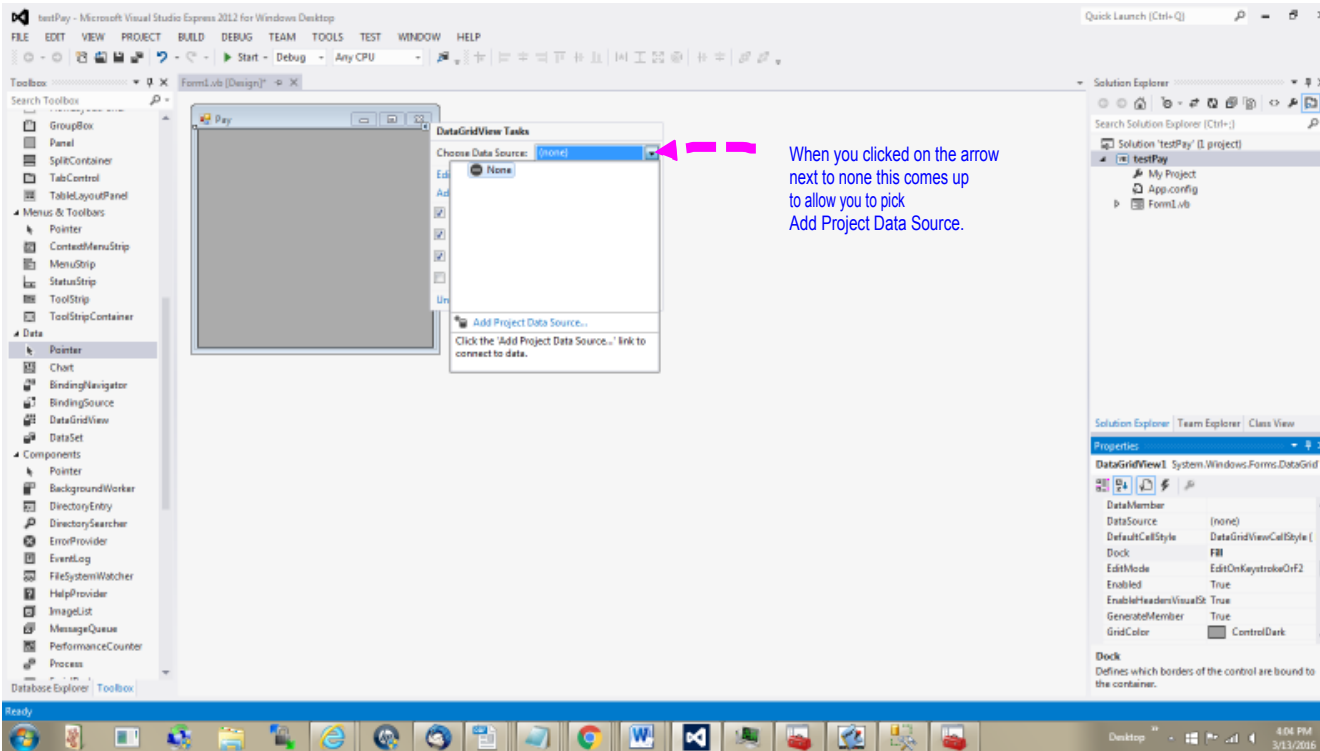 testPay - Microsoft Visual Studio Express 2012 for Windows Desktop
Quick Launch (Ctrl+Q)
FILE EDIT VIEW PROJECT BUILD DEBUG TEAM TOOLS TEST WINDOW HELP
Start - Debug Any CPU
Toolbox
Form1.vb [Design]*
Solution Explorer
Search Toolbox
GroupBox
Panel
SplitContainer
TabControl
TableLayoutPanel
Menus & Toolbars
Pointer
ContextMenuStrip
MenuStrip
StatusStrip
ToolStrip
ToolStripContainer
Data
Pointer
Chart
BindingNavigator
BindingSource
DataGridView
DataSet
Components
Pointer
BackgroundWorker
DirectoryEntry
DirectorySearcher
ErrorProvider
EventLog
FileSystemWatcher
HelpProvider
ImageList
MessageQueue
PerformanceCounter
Process
Database Explorer Toolbox
Pay
DataGridView Tasks
Choose Data Source: (none)
None
Edi
Ad
Un
Add Project Data Source...
Click the 'Add Project Data Source...' link to
connect to data.
When you clicked on the arrow
next to none this comes up
to allow you to pick
Add Project Data Source.
Search Solution Explorer (Ctrl+;)
Solution 'testPay' (1 project)
testPay
My Project
App.config
Form1.vb
Solution Explorer Team Explorer Class View
Properties
DataGridView1 System.Windows.Forms.DataGrid
DataMember
DataSource (none)
DefaultCellStyle DataGridViewCellStyle {
Dock Fill
EditMode EditOnKeystrokeOrF2
Enabled True
EnableHeadersVisualSt True
GenerateMember True
GridColor ControlDark
Dock
Defines which borders of the control are bound to
the container.
Ready
Desktop
4:04 PM
3/13/2016